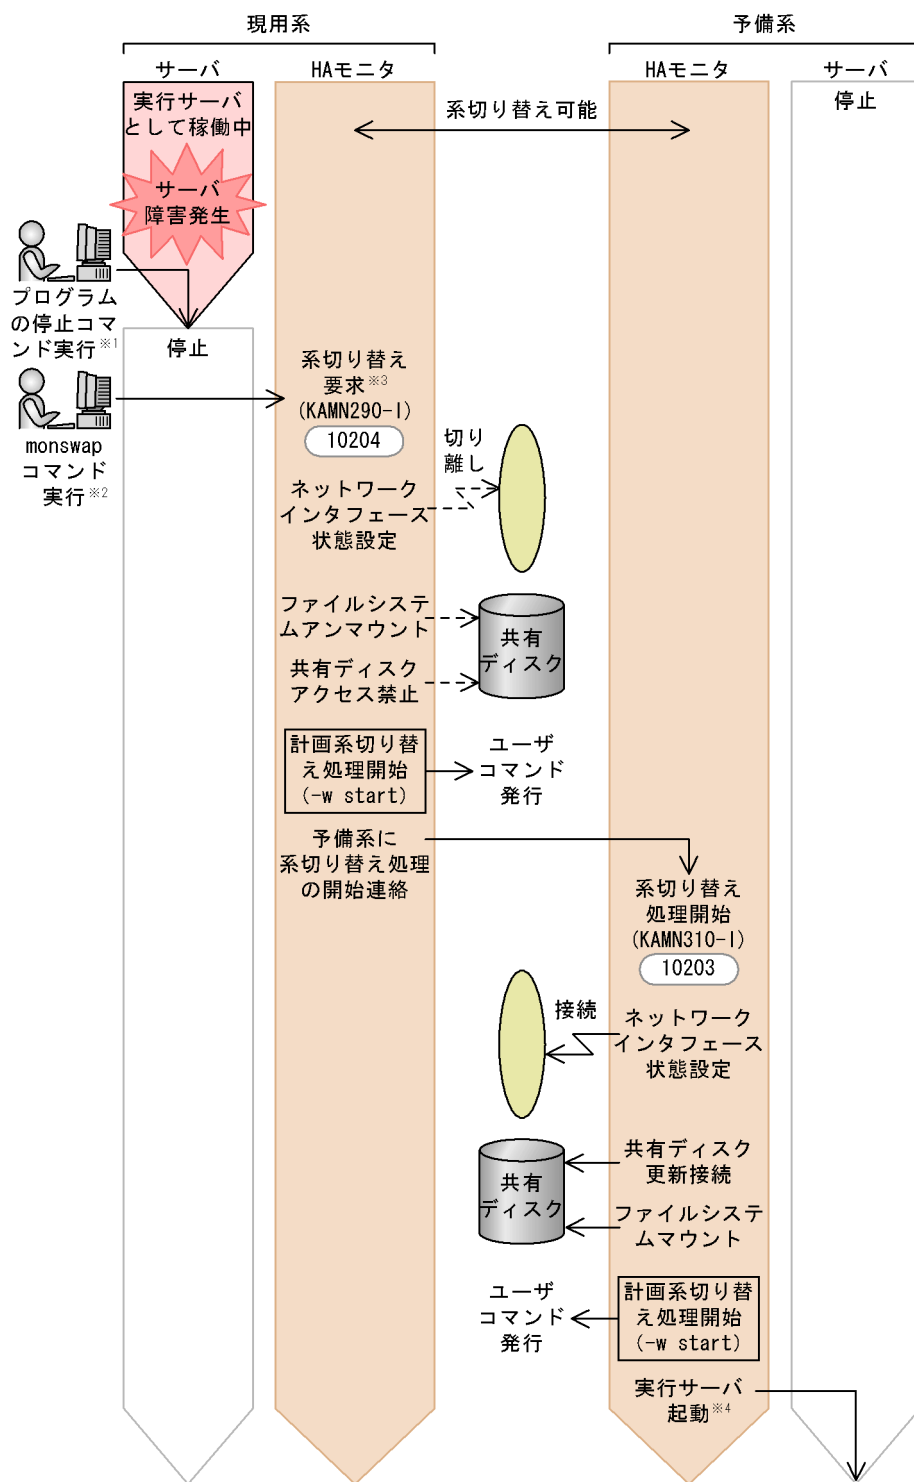 現用系
予備系
サーバ
HAモニタ
HAモニタ
サーバ
実行サーバ
として稼働中
系切り替え可能
停止
サーバ
障害発生
プログラム
の停止コマ
ンド実行※1
停止
系切り替え
要求※3
(KAMN290-I)
10204
monswap
コマンド
実行※2
切り
離し
ネットワーク
インタフェース
状態設定
ファイルシステ
ムアンマウント
共有
ディスク
共有ディスク
アクセス禁止
計画系切り替
え処理開始
(-w start)
ユーザ
コマンド
発行
予備系に
系切り替え処理
の開始連絡
系切り替え
処理開始
(KAMN310-I)
10203
接続
ネットワーク
インタフェース
状態設定
共有ディスク
更新接続
共有
ディスク
ファイルシステ
ムマウント
ユーザ
コマンド
発行
計画系切り替
え処理開始
(-w start)
実行サーバ
起動※4